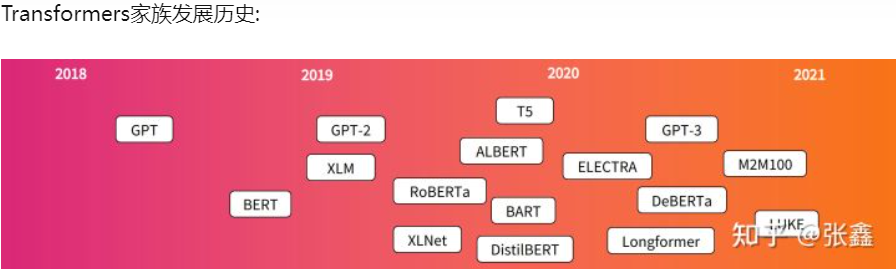 Transformers家族发展历史:
2018 2019 2020 2021
T5
GPT GPT-2 GPT-3
ALBERT
XLM ELECTRA M2M100
RoBERTa
BERT BART DeBERTa
LUKE
XLNet DistilBERT Longformer
知乎 @张鑫